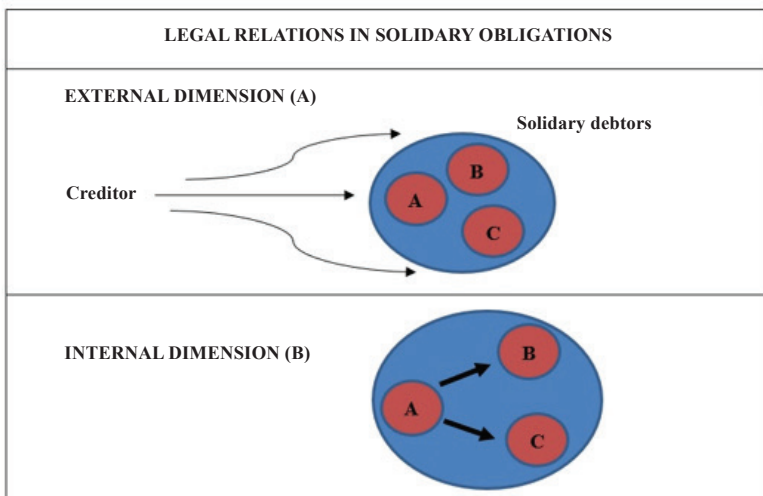 LEGAL RELATIONS IN SOLIDARY OBLIGATIONS
EXTERNAL DIMENSION (A)
Solidary debtors
B
Creditor
A
C
INTERNAL DIMENSION (B)
B
A
C